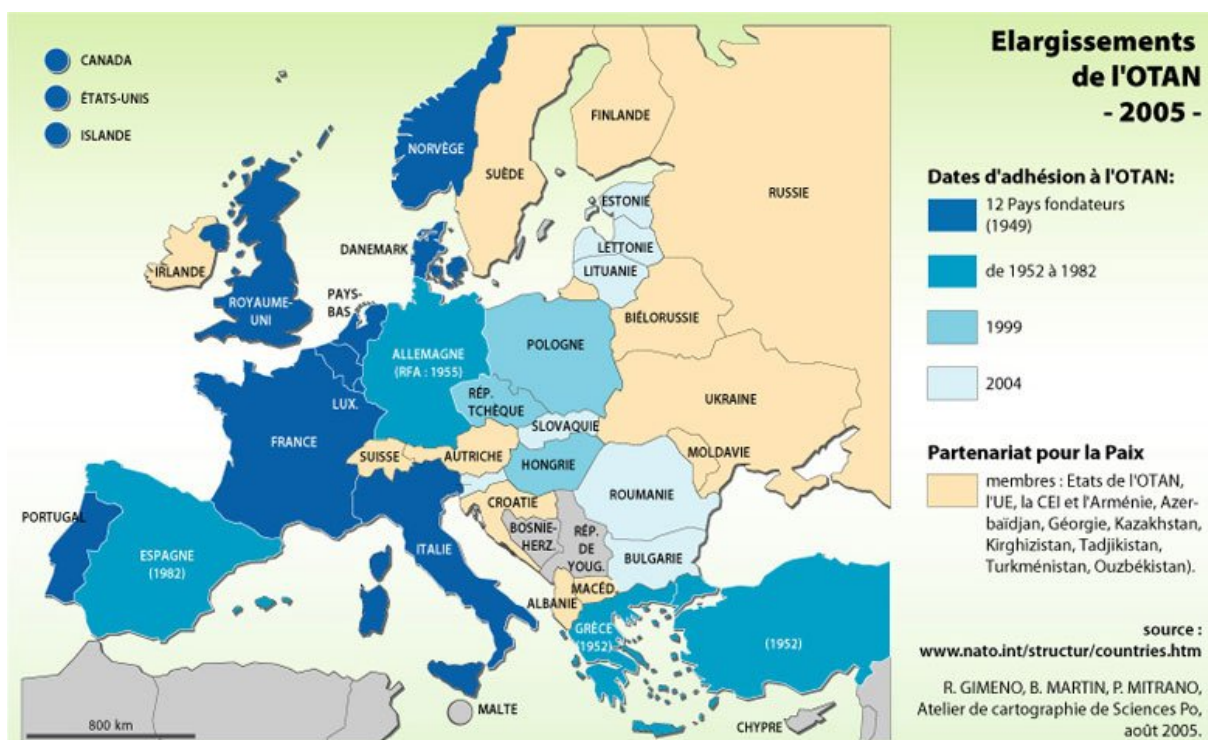 Elargissements
de l'OTAN
- 2005 -
CANADA
ÉTATS-UNIS
ISLANDE
NORVÈGE
SUÈDE
FINLANDE
RUSSIE
ESTONIE
LETTONIE
LITUANIE
DANEMARK
IRLANDE
ROYAUME-
UNI
PAYS-
BAS
BIÉLORUSSIE
POLOGNE
ALLEMAGNE
(RFA : 1955)
RÉP.
TCHÈQUE
LUX.
SLOVAQUIE
UKRAINE
FRANCE
SUISSE
AUTRICHE
HONGRIE
MOLDAVIE
ROUMANIE
CROATIE
BOSNIE-
HERZ.
RÉP.
DE
YOUG.
PORTUGAL
ESPAGNE
(1982)
ITALIE
BULGARIE
MACÉD.
ALBANIE
GRÈCE
(1952)
(1952)
MALTE
CHYPRE
800 km
Dates d'adhésion à l'OTAN:
12 Pays fondateurs
(1949)
de 1952 à 1982
1999
2004
Partenariat pour la Paix
membres : Etats de l'OTAN,
l'UE, la CEI et l'Arménie, Azer-
baïdjan, Géorgie, Kazakhstan,
Kirghizistan, Tadjikistan,
Turkménistan, Ouzbékistan).
source :
www.nato.int/structur/countries.htm
R. GIMENO, B. MARTIN, P. MITRANO,
Atelier de cartographie de Sciences Po,
août 2005.